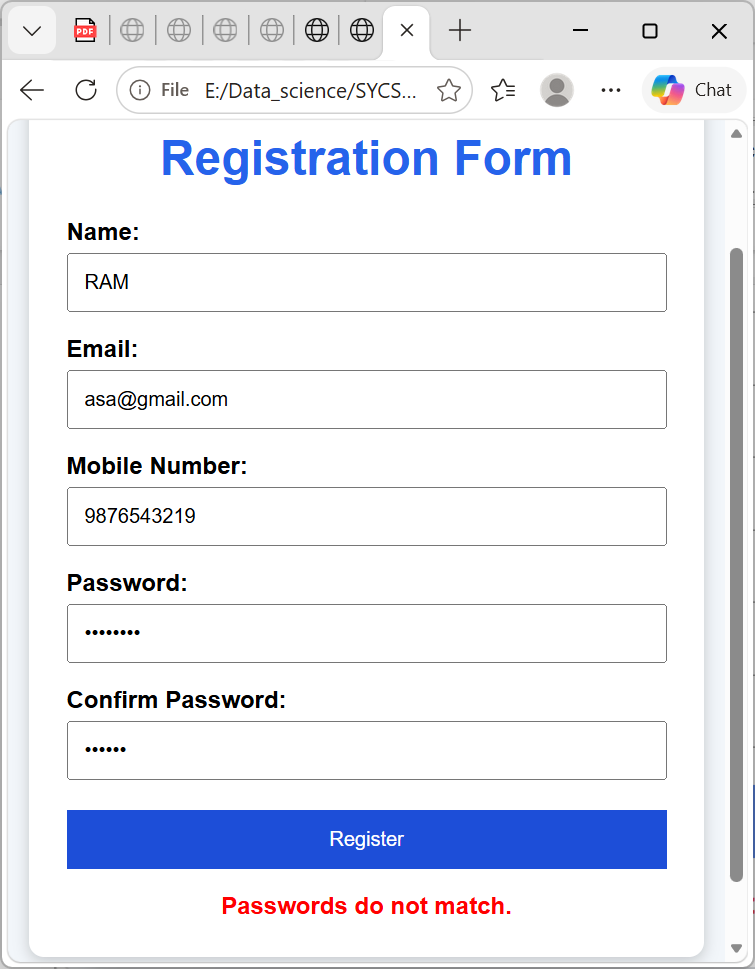 PDF
File E:/Data_science/SYCS...
Chat
Registration Form
Name:
RAM
Email:
asa@gmail.com
Mobile Number:
9876543219
Password:
••••••••
Confirm Password:
••••••
Register
Passwords do not match.